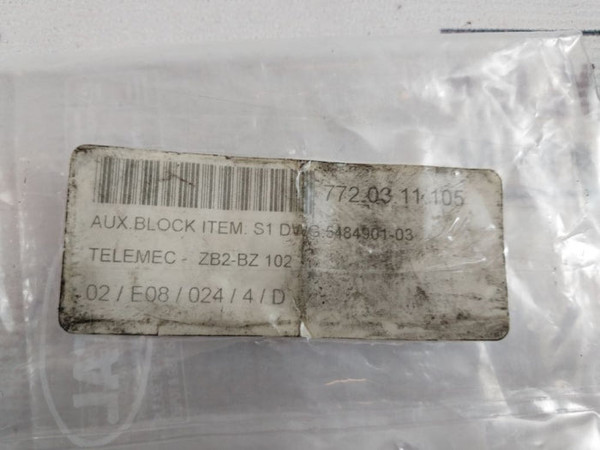 772 03 11 105
AUX.BLOCK ITEM. S1 DWG.5484901-03
TELEMEC - ZB2-BZ 102
02 / E08 / 024 / 4 / D